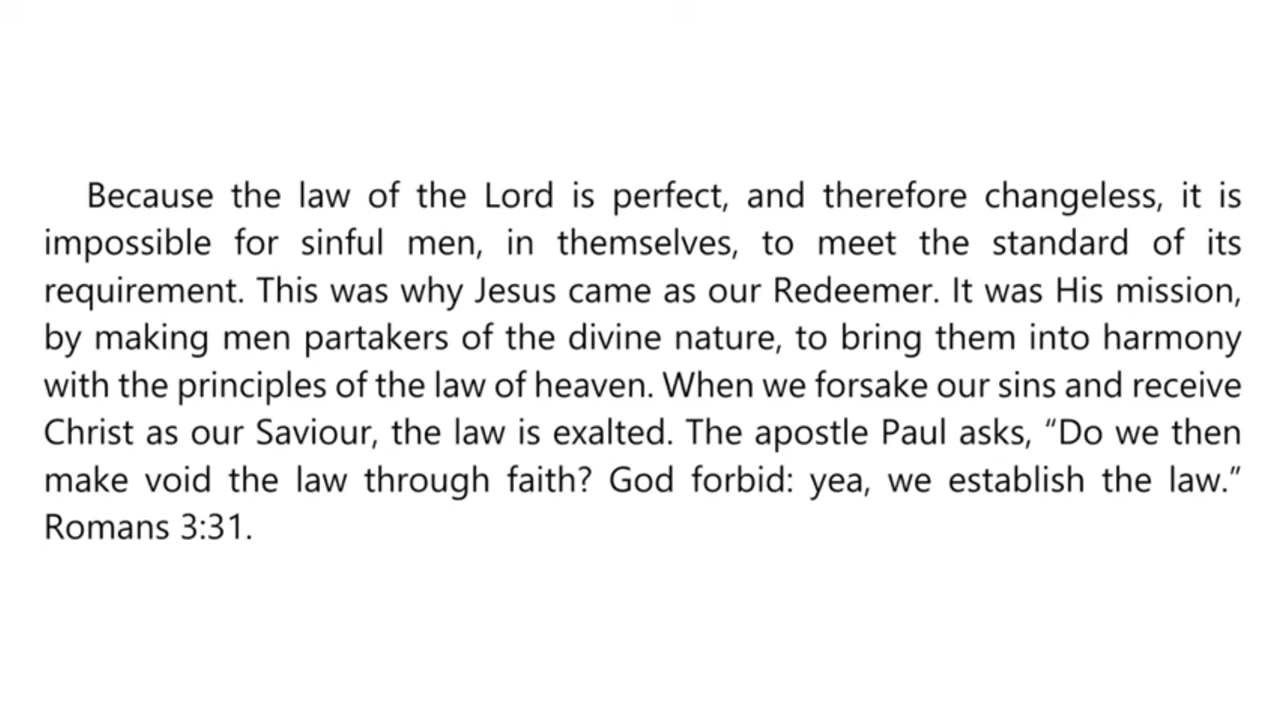 Because the law of the Lord is perfect, and therefore changeless, it is
impossible for sinful men, in themselves, to meet the standard of its
requirement. This was why Jesus came as our Redeemer. It was His mission,
by making men partakers of the divine nature, to bring them into harmony
with the principles of the law of heaven. When we forsake our sins and receive
Christ as our Saviour, the law is exalted. The apostle Paul asks, “Do we then
make void the law through faith? God forbid: yea, we establish the law.”
Romans 3:31.